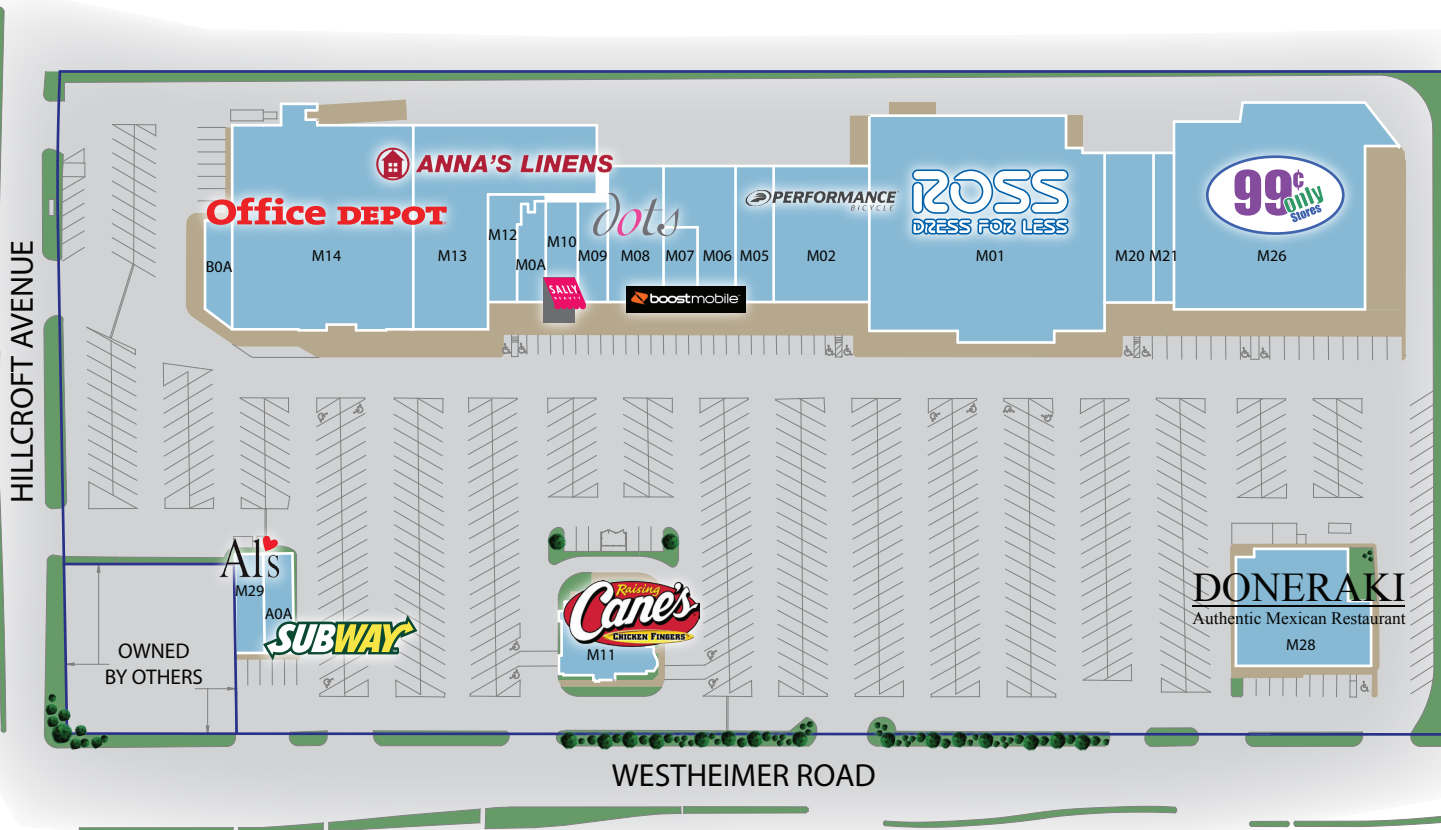 ANNA'S LINENS
Office DEPOT
dots
PERFORMANCE
BICYCLE
ROSS
DRESS FOR LESS
99¢
only
Stores
B0A
M14
M13
M12
M0A
M10
M09
M08
M07
M06
M05
M02
M01
M20
M21
M26
SALLY
BEAUTY
boostmobile
HILLCROFT AVENUE
Al's
M29
A0A
SUBWAY
OWNED
BY OTHERS
Raising
Cane's
CHICKEN FINGERS
M11
DONERAKI
Authentic Mexican Restaurant
M28
WESTHEIMER ROAD